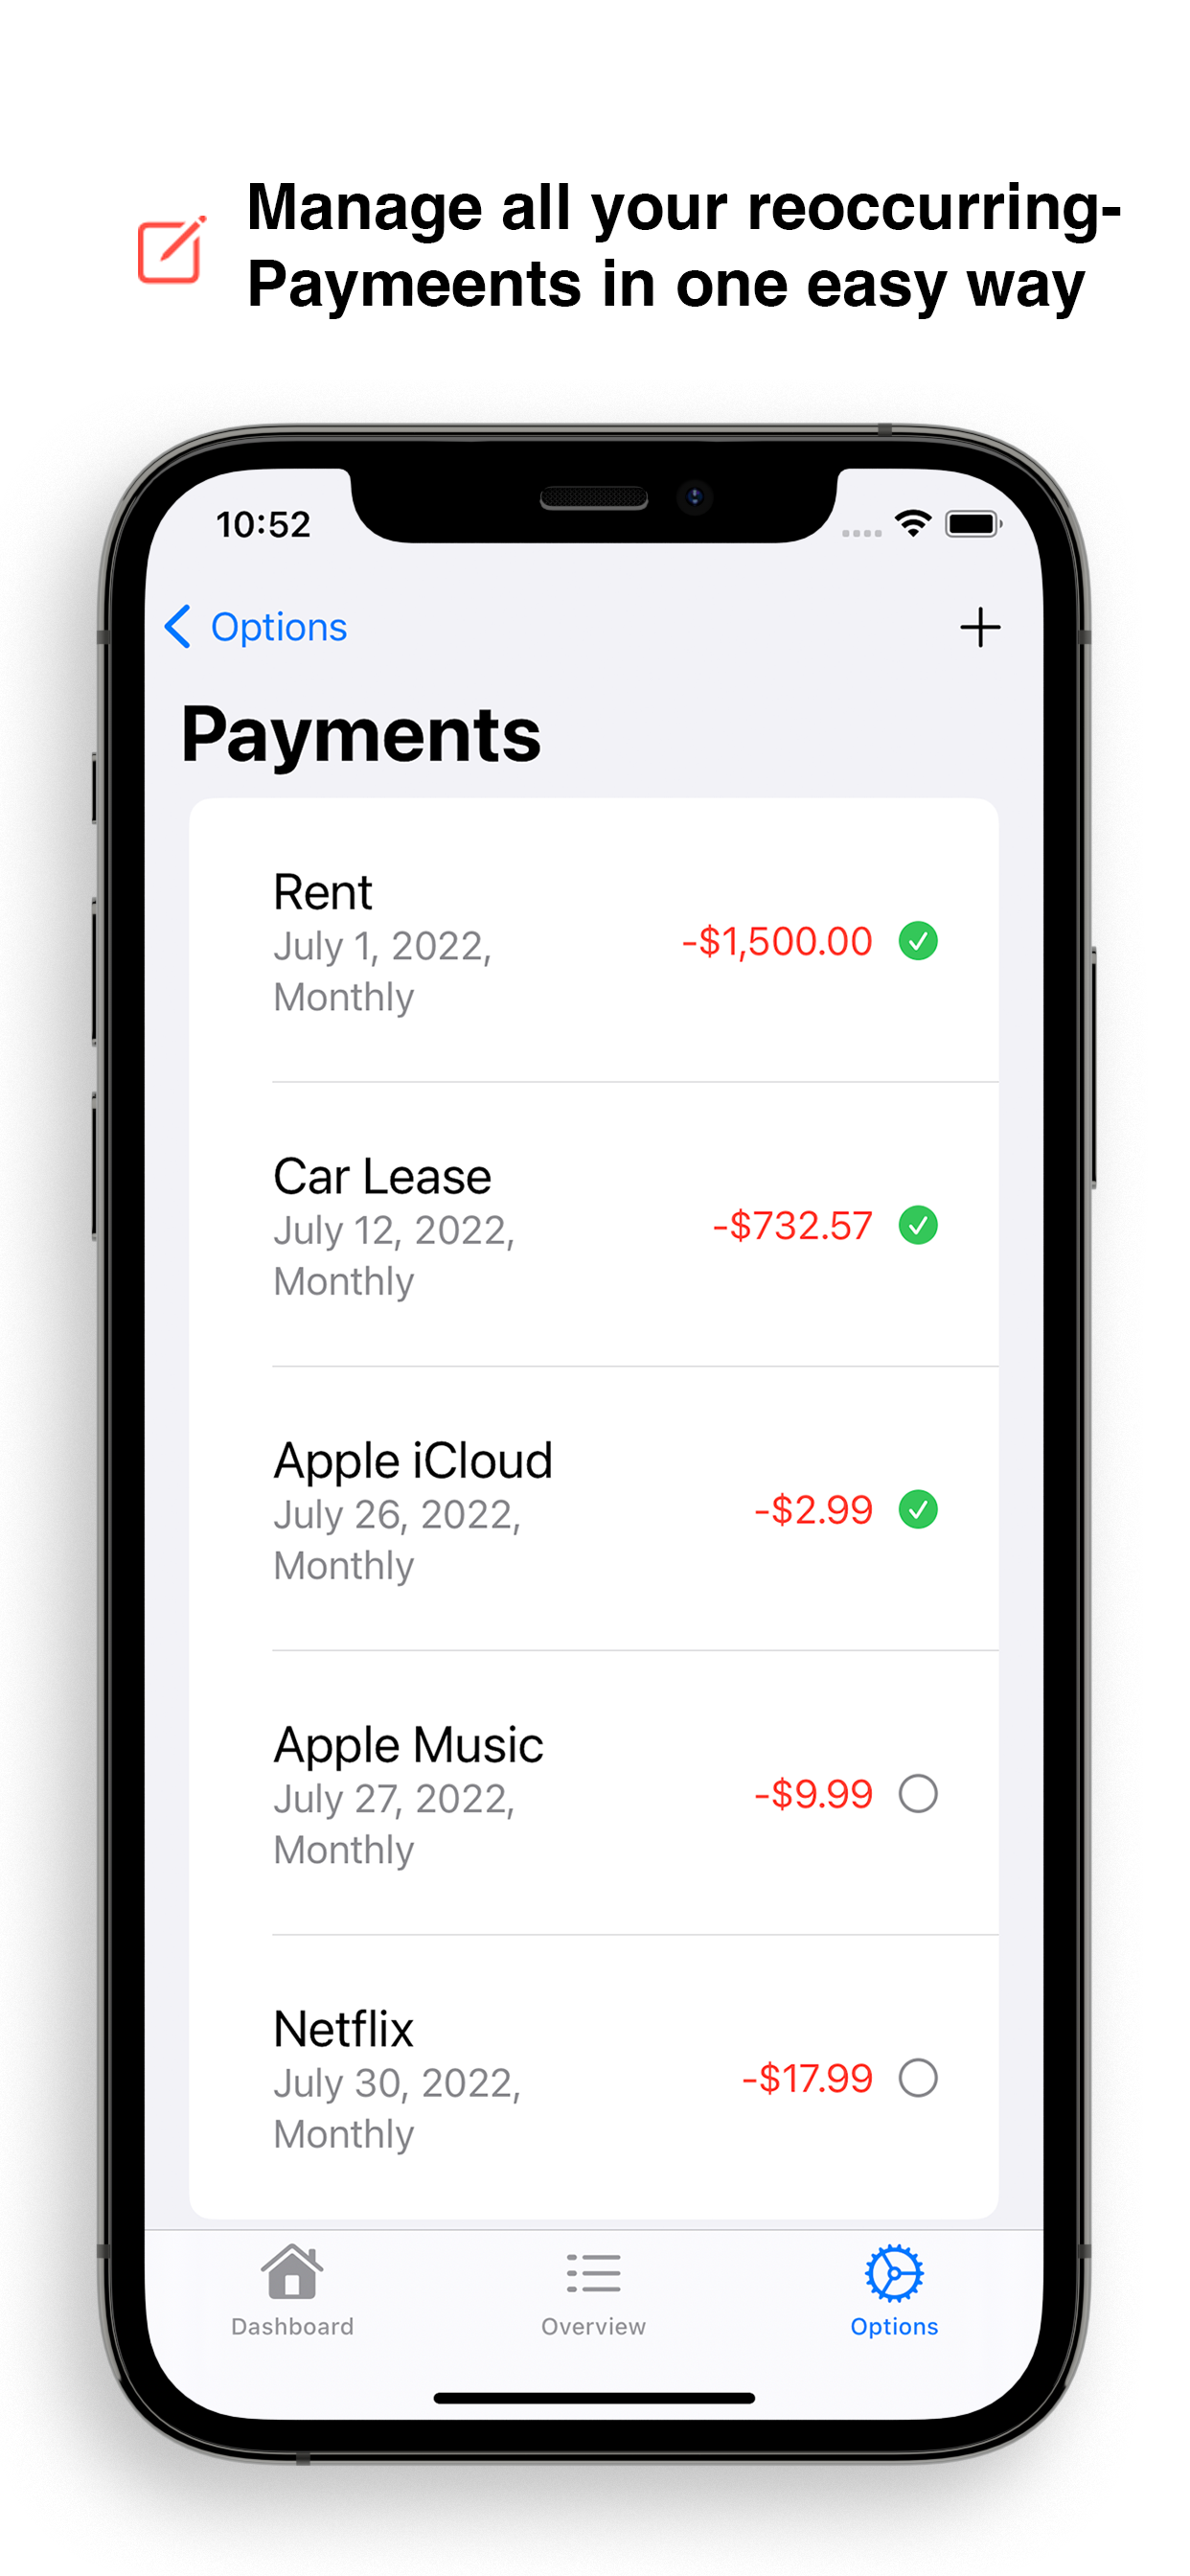 Manage all your reoccurring-
Paymeents in one easy way
10:52
Options
Payments
Rent
July 1, 2022,
Monthly
-$1,500.00
Car Lease
July 12, 2022,
Monthly
-$732.57
Apple iCloud
July 26, 2022,
Monthly
-$2.99
Apple Music
July 27, 2022,
Monthly
-$9.99
Netflix
July 30, 2022,
Monthly
-$17.99
Dashboard
Overview
Options